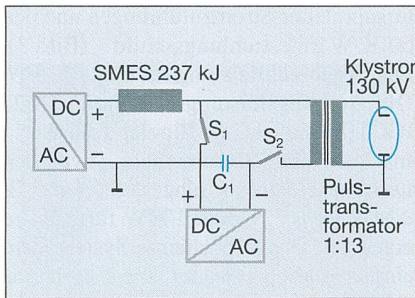 SMES 237 kJ
Klystron
130 kV
DC
AC
+
–
S1
S2
C1
+
–
DC
AC
Puls-
trans-
formator
1:13